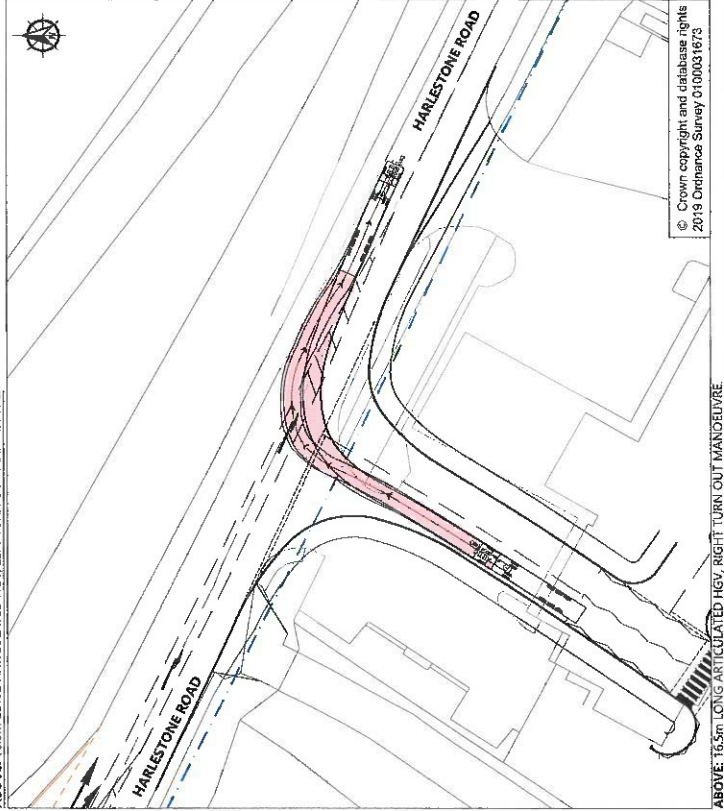 HARLESTONE ROAD
HARLESTONE ROAD
© Crown copyright and database rights
2019 Ordnance Survey 0100031673
ABOVE: 16.5m LONG ARTICULATED HGV, RIGHT TURN OUT MANOEUVRE.